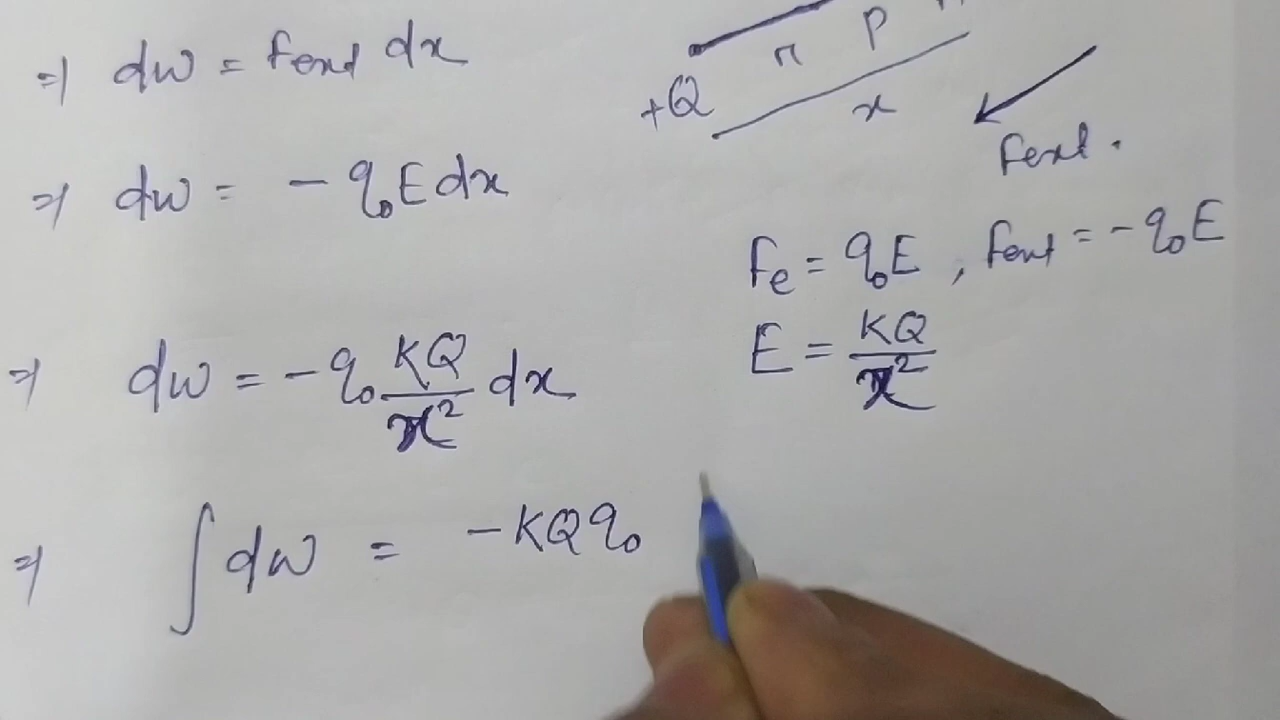 ⇒ dw = Fext dx
r P
+Q
x
Fext.
⇒ dw = - q₀E dx
Fe = q₀E , Fext = - q₀E
E = KQ/x²
⇒ dw = - q₀ KQ/x² dx
⇒ ∫ dw = - KQq₀